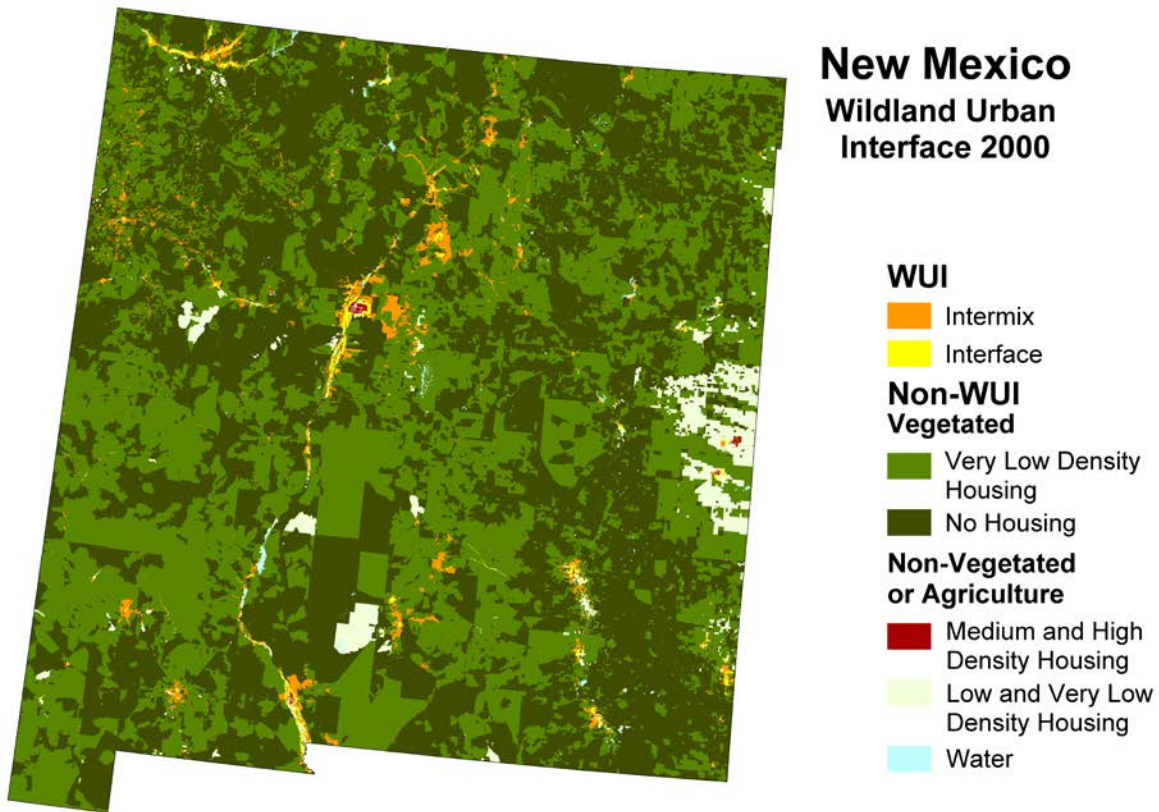 New Mexico
Wildland Urban
Interface 2000
WUI
Intermix
Interface
Non-WUI
Vegetated
Very Low Density
Housing
No Housing
Non-Vegetated
or Agriculture
Medium and High
Density Housing
Low and Very Low
Density Housing
Water